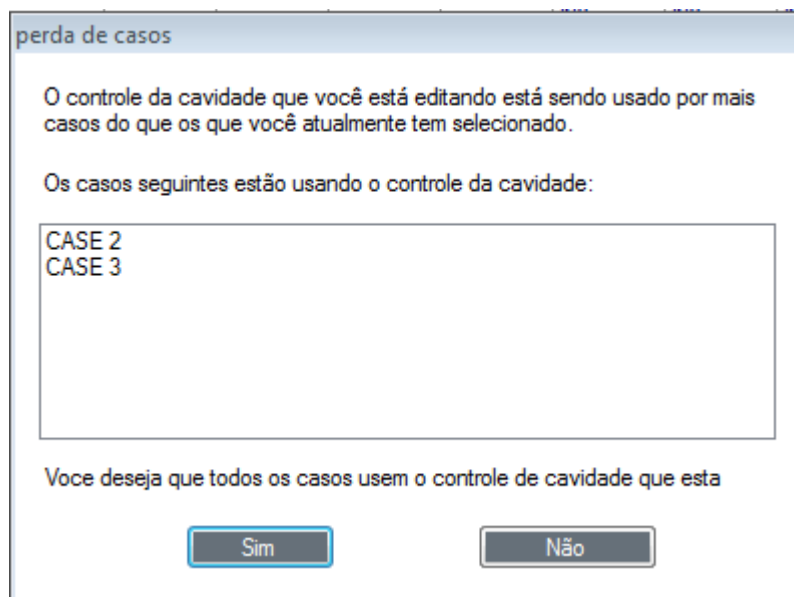 perda de casos
O controle da cavidade que você está editando está sendo usado por mais
casos do que os que você atualmente tem selecionado.
Os casos seguintes estão usando o controle da cavidade:
CASE 2
CASE 3
Voce deseja que todos os casos usem o controle de cavidade que esta
Sim
Não